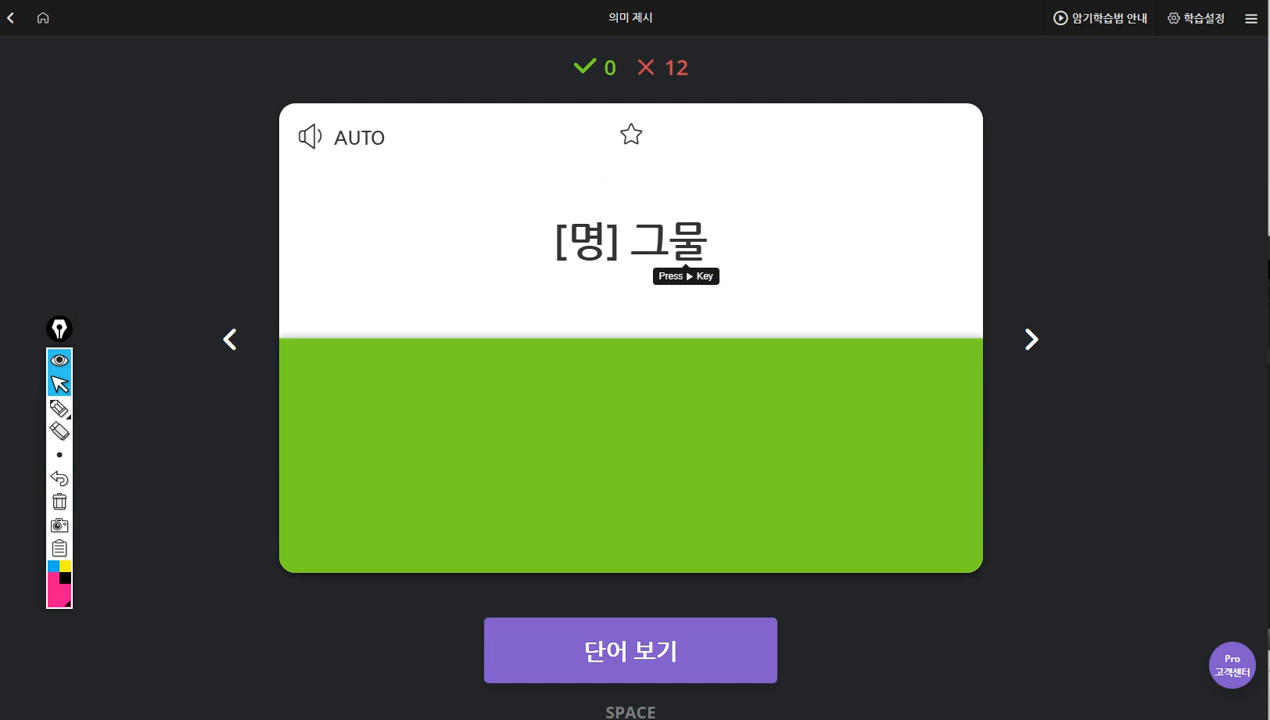 의미 제시
암기학습법 안내
학습설정
0
12
AUTO
[명] 그물
Press ▶ Key
단어 보기
SPACE
Pro
고객센터